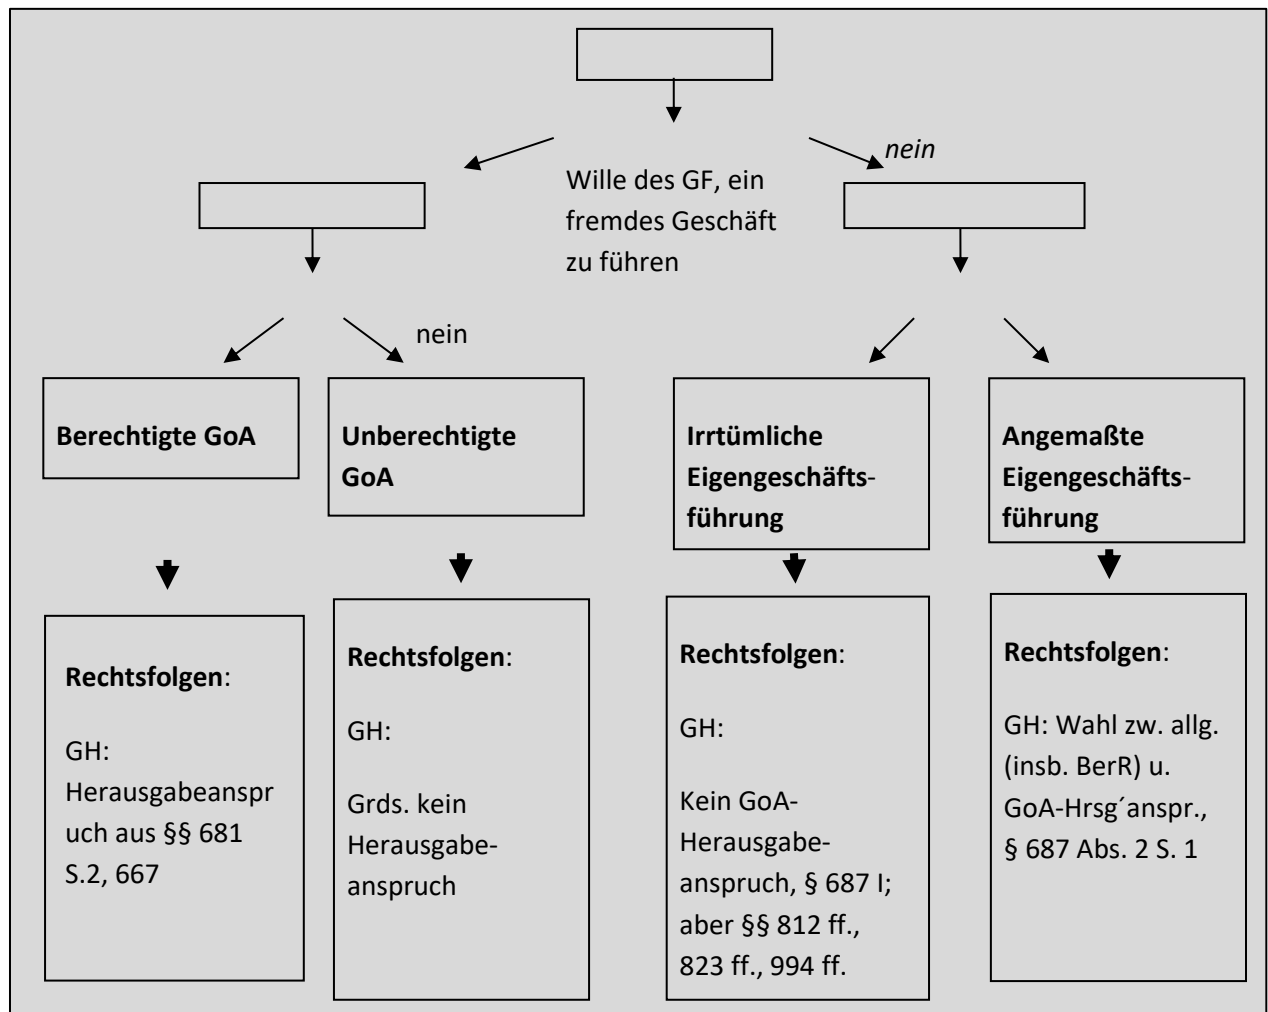 nein
Wille des GF, ein
fremdes Geschäft
zu führen
nein
Berechtigte GoA
Unberechtigte
GoA
Irrtümliche
Eigengeschäfts-
führung
Angemaßte
Eigengeschäfts-
führung
Rechtsfolgen:
GH:
Herausgabeanspr
uch aus §§ 681
S.2, 667
Rechtsfolgen:
GH:
Grds. kein
Herausgabe-
anspruch
Rechtsfolgen:
GH:
Kein GoA-
Herausgabe-
anspruch, § 687 I;
aber §§ 812 ff.,
823 ff., 994 ff.
Rechtsfolgen:
GH: Wahl zw. allg.
(insb. BerR) u.
GoA-Hrsg´anspr.,
§ 687 Abs. 2 S. 1